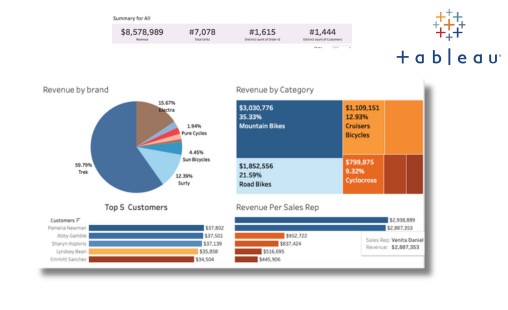 Summary for All
$8,578,989 #7,078 #1,615 #1,444
Revenue Total Units Distinct count of Order Id Distinct count of Customers
+ a b | e a u
Revenue by brand
15.67%
Electra
1.94%
Pure Cycles
4.45%
Sun Bicycles
12.39%
Surly
59.79%
Trek
Revenue by Category
$3,030,776
35.33%
Mountain Bikes
$1,109,151
12.93%
Cruisers
Bicycles
$1,852,556
21.59%
Road Bikes
$799,875
9.32%
Cyclocross
Top 5 Customers
Customers
Pamelia Newman $37,802
Abby Gamble $37,501
Sharyn Hopkins $37,139
Lyndsey Bean $35,858
Emmitt Sanchez $34,504
Revenue Per Sales Rep
$2,938,889
$2,887,353
$852,722
$837,424
$516,695
$445,906
Sales Rep: Venita Daniel
Revenue: $2,887,353